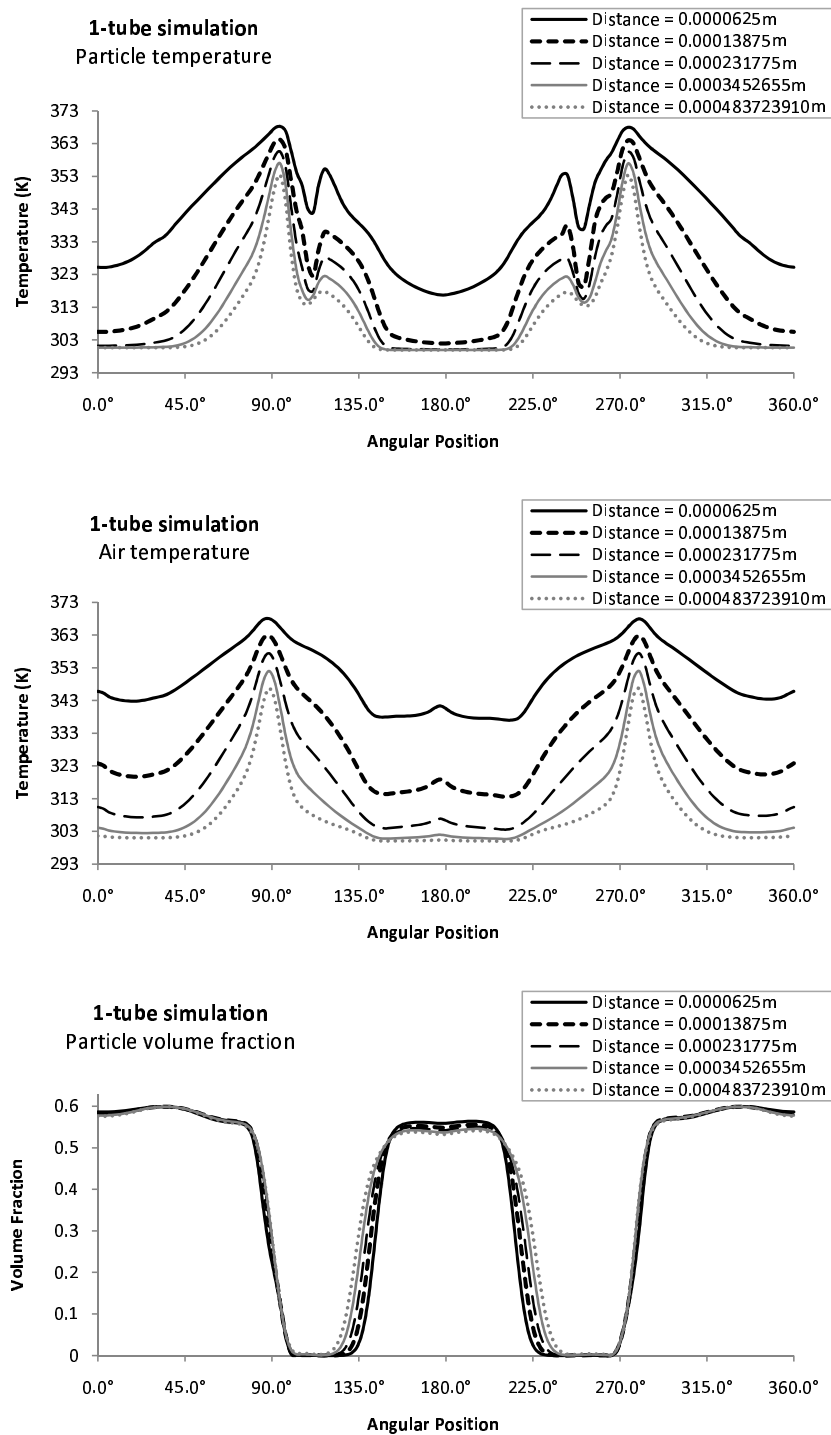 1-tube simulation
Particle temperature
Distance = 0.0000625m
Distance = 0.00013875m
Distance = 0.000231775m
Distance = 0.0003452655m
Distance = 0.000483723910m
373
363
353
343
333
323
313
303
293
Temperature (K)
0.0° 45.0° 90.0° 135.0° 180.0° 225.0° 270.0° 315.0° 360.0°
Angular Position
1-tube simulation
Air temperature
Distance = 0.0000625m
Distance = 0.00013875m
Distance = 0.000231775m
Distance = 0.0003452655m
Distance = 0.000483723910m
373
363
353
343
333
323
313
303
293
Temperature (K)
0.0° 45.0° 90.0° 135.0° 180.0° 225.0° 270.0° 315.0° 360.0°
Angular Position
1-tube simulation
Particle volume fraction
Distance = 0.0000625m
Distance = 0.00013875m
Distance = 0.000231775m
Distance = 0.0003452655m
Distance = 0.000483723910m
0.6
0.5
0.4
0.3
0.2
0.1
0
Volume Fraction
0.0° 45.0° 90.0° 135.0° 180.0° 225.0° 270.0° 315.0° 360.0°
Angular Position